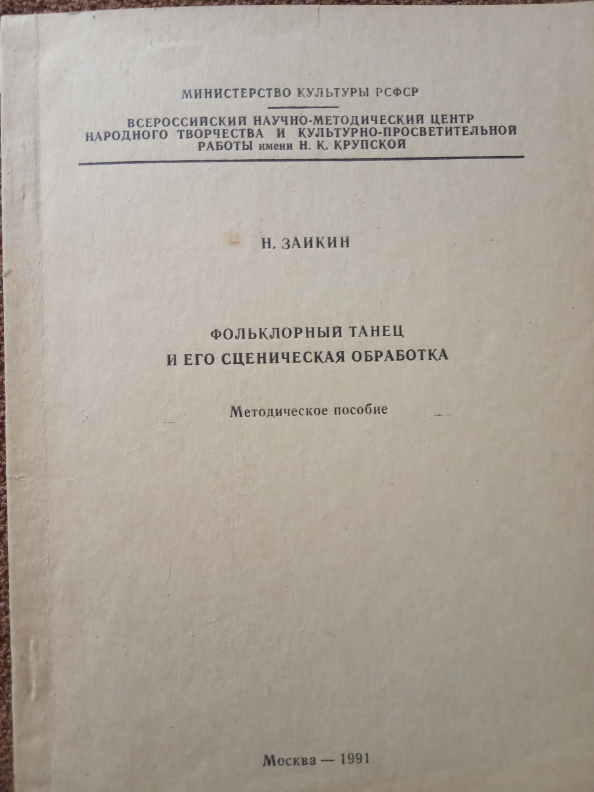 МИНИСТЕРСТВО КУЛЬТУРЫ РСФСР
ВСЕРОССИЙСКИЙ НАУЧНО-МЕТОДИЧЕСКИЙ ЦЕНТР
НАРОДНОГО ТВОРЧЕСТВА И КУЛЬТУРНО-ПРОСВЕТИТЕЛЬНОЙ
РАБОТЫ имени Н. К. КРУПСКОЙ
Н. ЗАИКИН
ФОЛЬКЛОРНЫЙ ТАНЕЦ
И ЕГО СЦЕНИЧЕСКАЯ ОБРАБОТКА
Методическое пособие
Москва — 1991